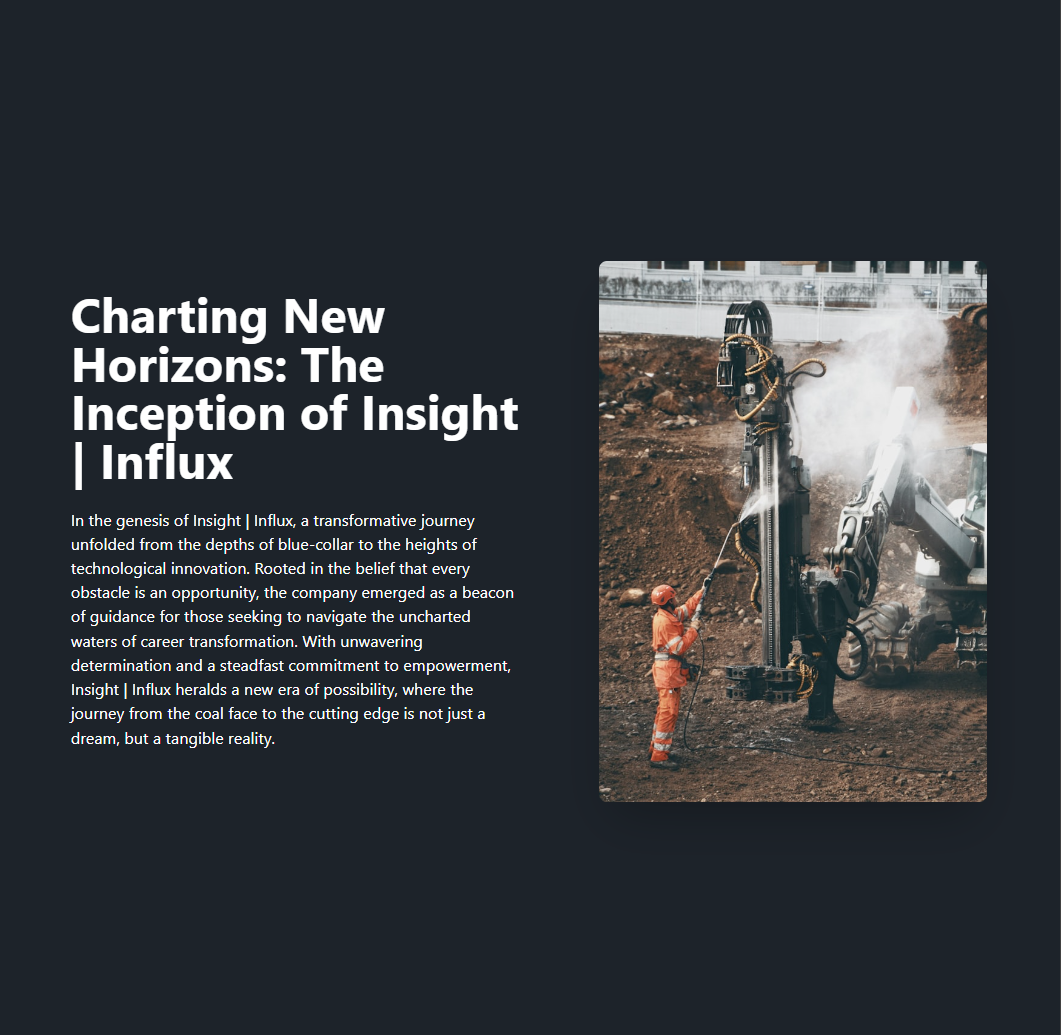 Charting New
Horizons: The
Inception of Insight
| Influx
In the genesis of Insight | Influx, a transformative journey
unfolded from the depths of blue-collar to the heights of
technological innovation. Rooted in the belief that every
obstacle is an opportunity, the company emerged as a beacon
of guidance for those seeking to navigate the uncharted
waters of career transformation. With unwavering
determination and a steadfast commitment to empowerment,
Insight | Influx heralds a new era of possibility, where the
journey from the coal face to the cutting edge is not just a
dream, but a tangible reality.